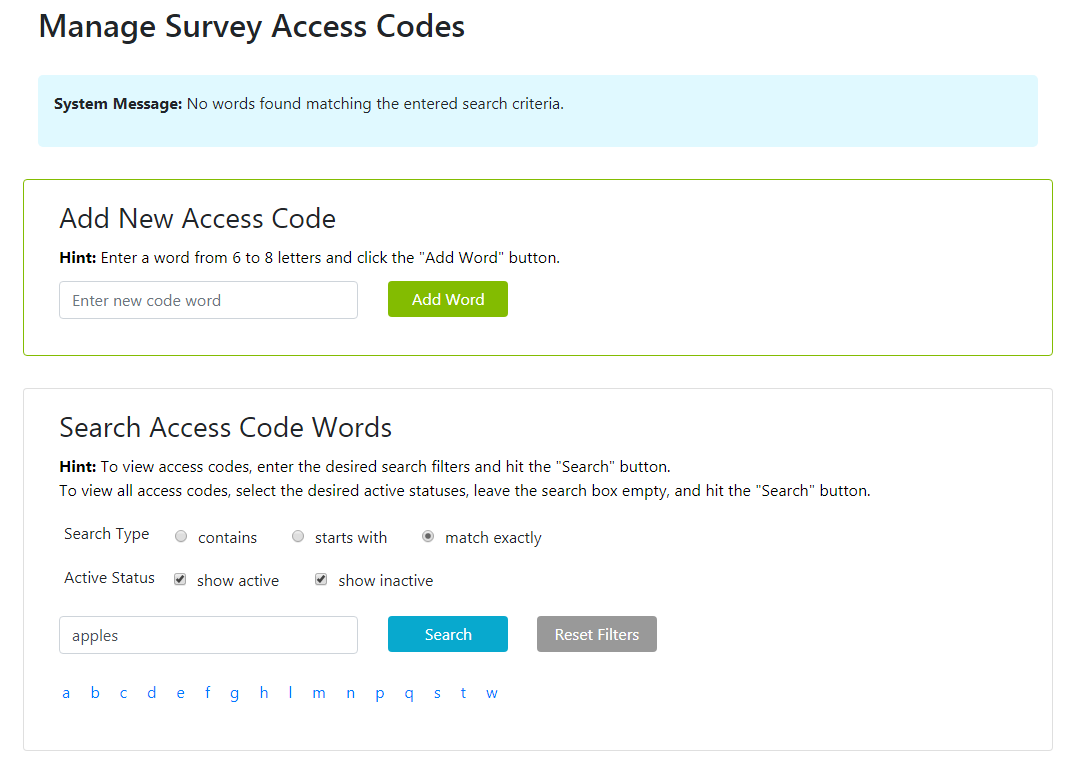 Manage Survey Access Codes
System Message: No words found matching the entered search criteria.
Add New Access Code
Hint: Enter a word from 6 to 8 letters and click the "Add Word" button.
Enter new code word Add Word
Search Access Code Words
Hint: To view access codes, enter the desired search filters and hit the "Search" button.
To view all access codes, select the desired active statuses, leave the search box empty, and hit the "Search" button.
Search Type contains starts with match exactly
Active Status show active show inactive
apples Search Reset Filters
a b c d e f g h l m n p q s t w